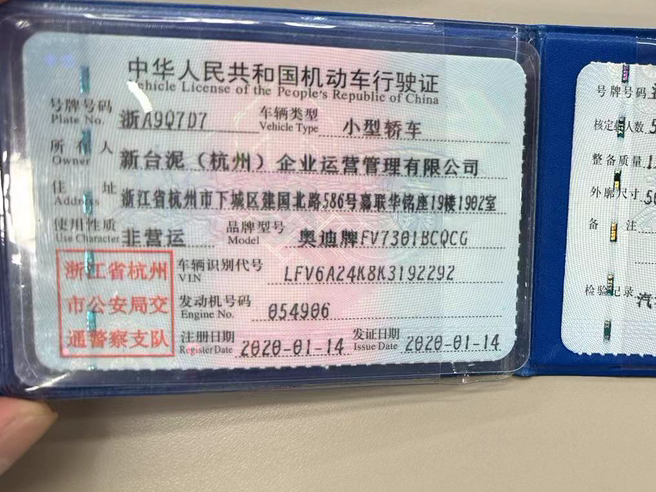 中华人民共和国机动车行驶证
Vehicle License of the People's Republic of China
号牌号码 Plate No. 浙A9Q7D7 车辆类型 Vehicle Type 小型轿车
所有人 Owner 新台泥（杭州）企业运营管理有限公司
住址 Address 浙江省杭州市下城区建国北路586号嘉联华铭座19楼1902室
使用性质 Use Character 非营运 品牌型号 Model 奥迪牌FV7301BCQCG
浙江省杭州
市公安局交
通警察支队
车辆识别代号 VIN LFV6A24K8K3192292
发动机号码 Engine No. 054906
注册日期 Register Date 2020-01-14 发证日期 Issue Date 2020-01-14
号牌号码
核定载人数 5
整备质量 1
外廓尺寸 50
备注
检验记录